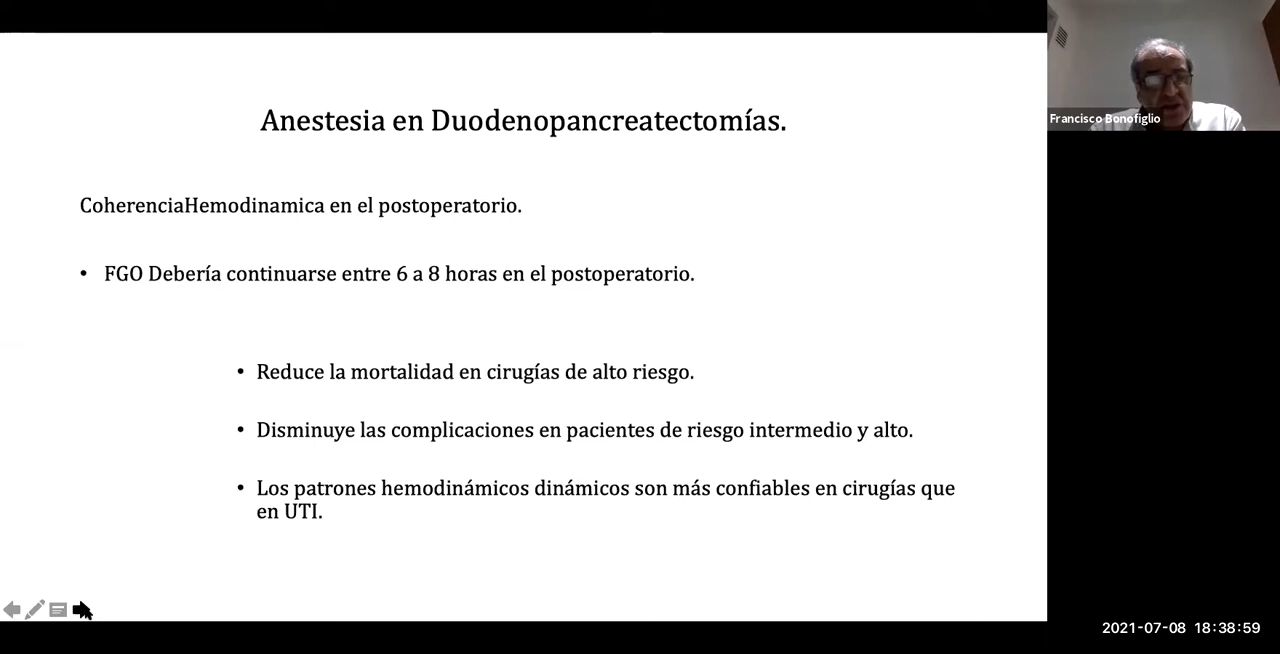 Anestesia en Duodenopancreatectomías.
CoherenciaHemodinamica en el postoperatorio.
• FGO Debería continuarse entre 6 a 8 horas en el postoperatorio.
• Reduce la mortalidad en cirugías de alto riesgo.
• Disminuye las complicaciones en pacientes de riesgo intermedio y alto.
• Los patrones hemodinámicos dinámicos son más confiables en cirugías que
en UTI.
Francisco Bonofiglio
2021-07-08 18:38:59